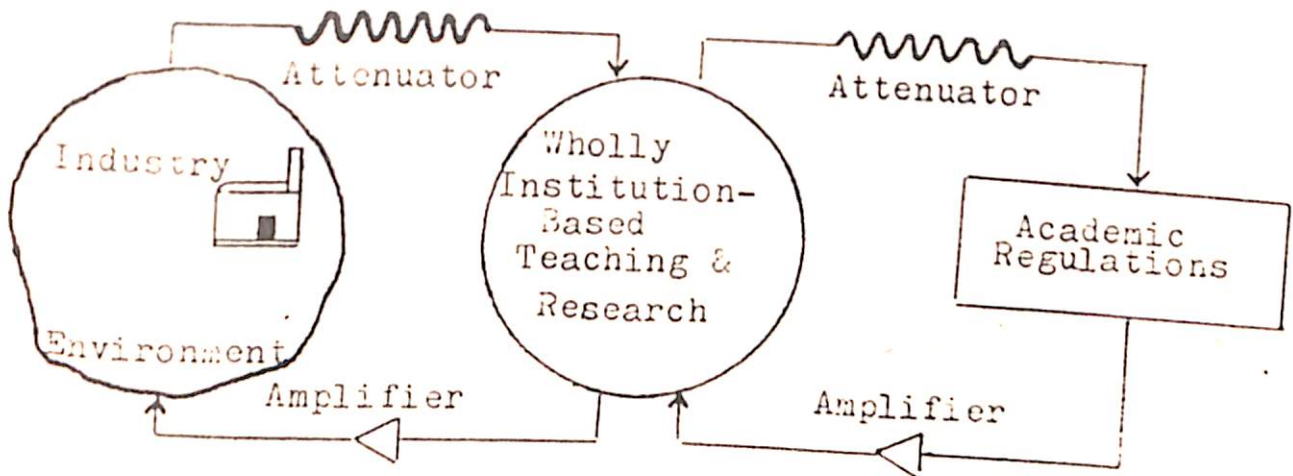 Attenuator
Attenuator
Industry
Environment
Wholly
Institution-
Based
Teaching &
Research
Academic
Regulations
Amplifier
Amplifier